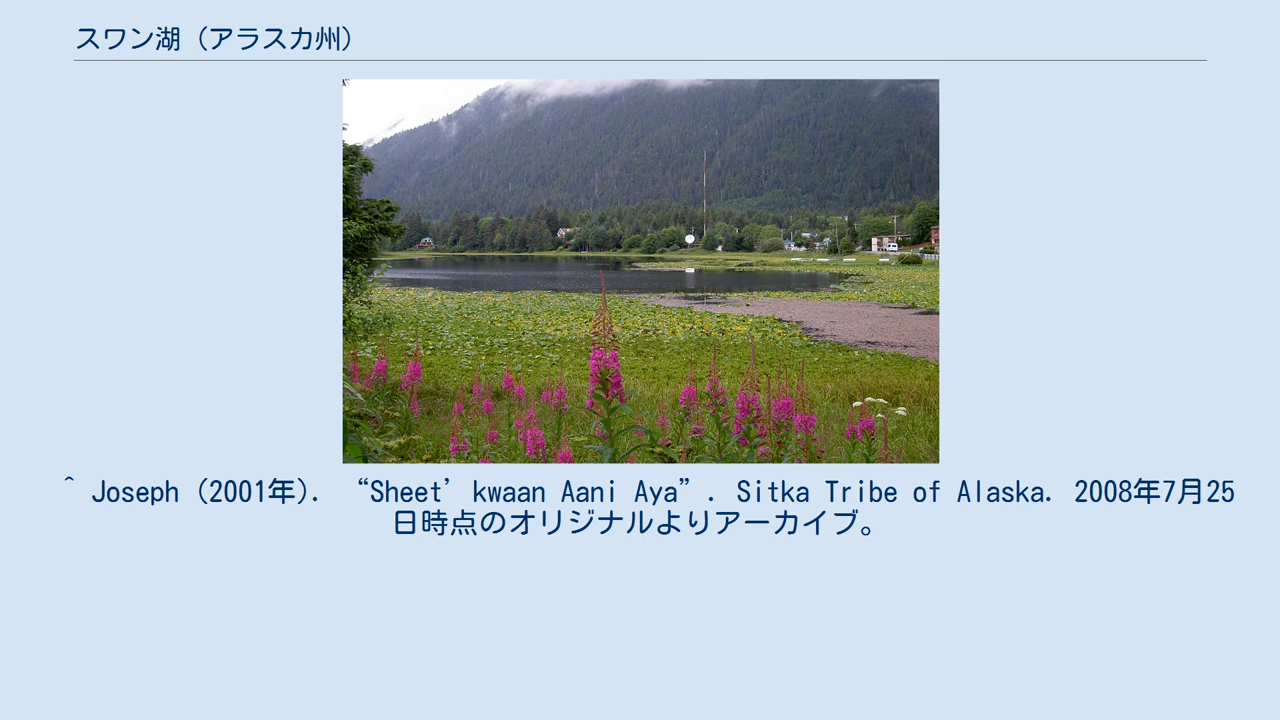 スワン湖（アラスカ州）
^ Joseph (2001年). “Sheet’kwaan Aani Aya”. Sitka Tribe of Alaska. 2008年7月25
日時点のオリジナルよりアーカイブ。